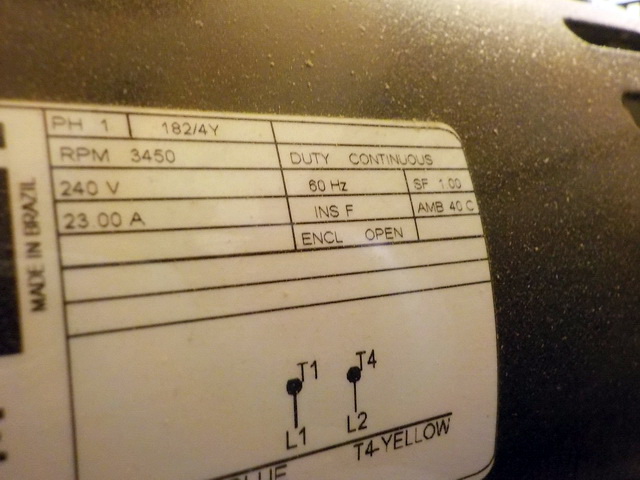 PH 1 182/4Y
RPM 3450 DUTY CONTINUOUS
240 V 60 Hz SF 1.00
23.00 A INS F AMB 40 C
ENCL OPEN
MADE IN BRAZIL
T1 T4
L1 L2
T4-YELLOW